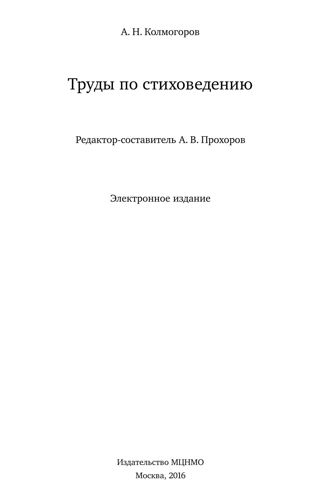 А. Н. Колмогоров
Труды по стиховедению
Редактор-составитель А. В. Прохоров
Электронное издание
Издательство МЦНМО
Москва, 2016